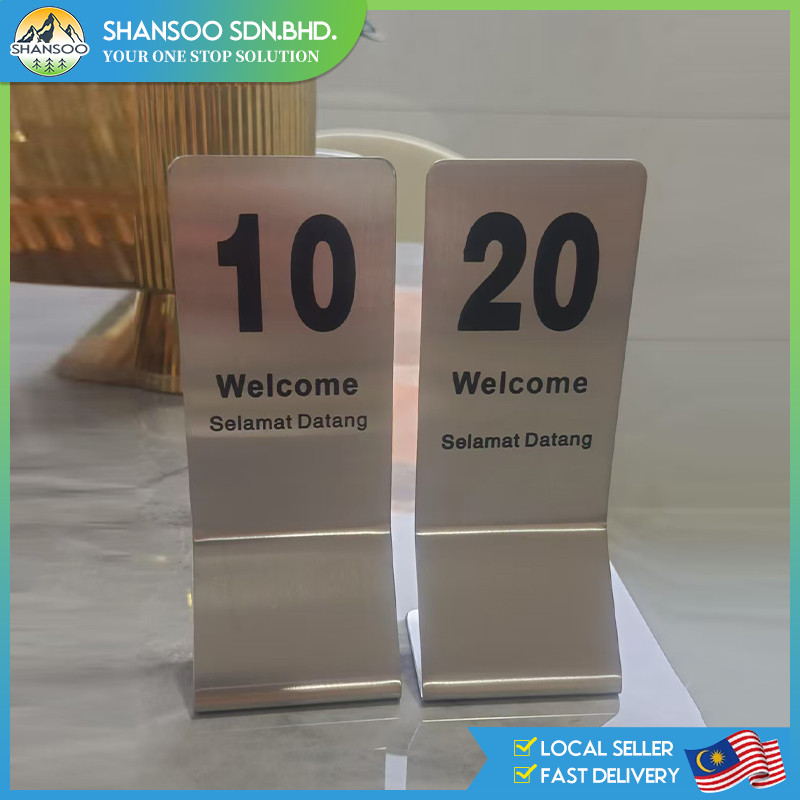 SHANSOO
SHANSOO SDN.BHD.
YOUR ONE STOP SOLUTION
10
Welcome
Selamat Datang
20
Welcome
Selamat Datang
LOCAL SELLER
FAST DELIVERY